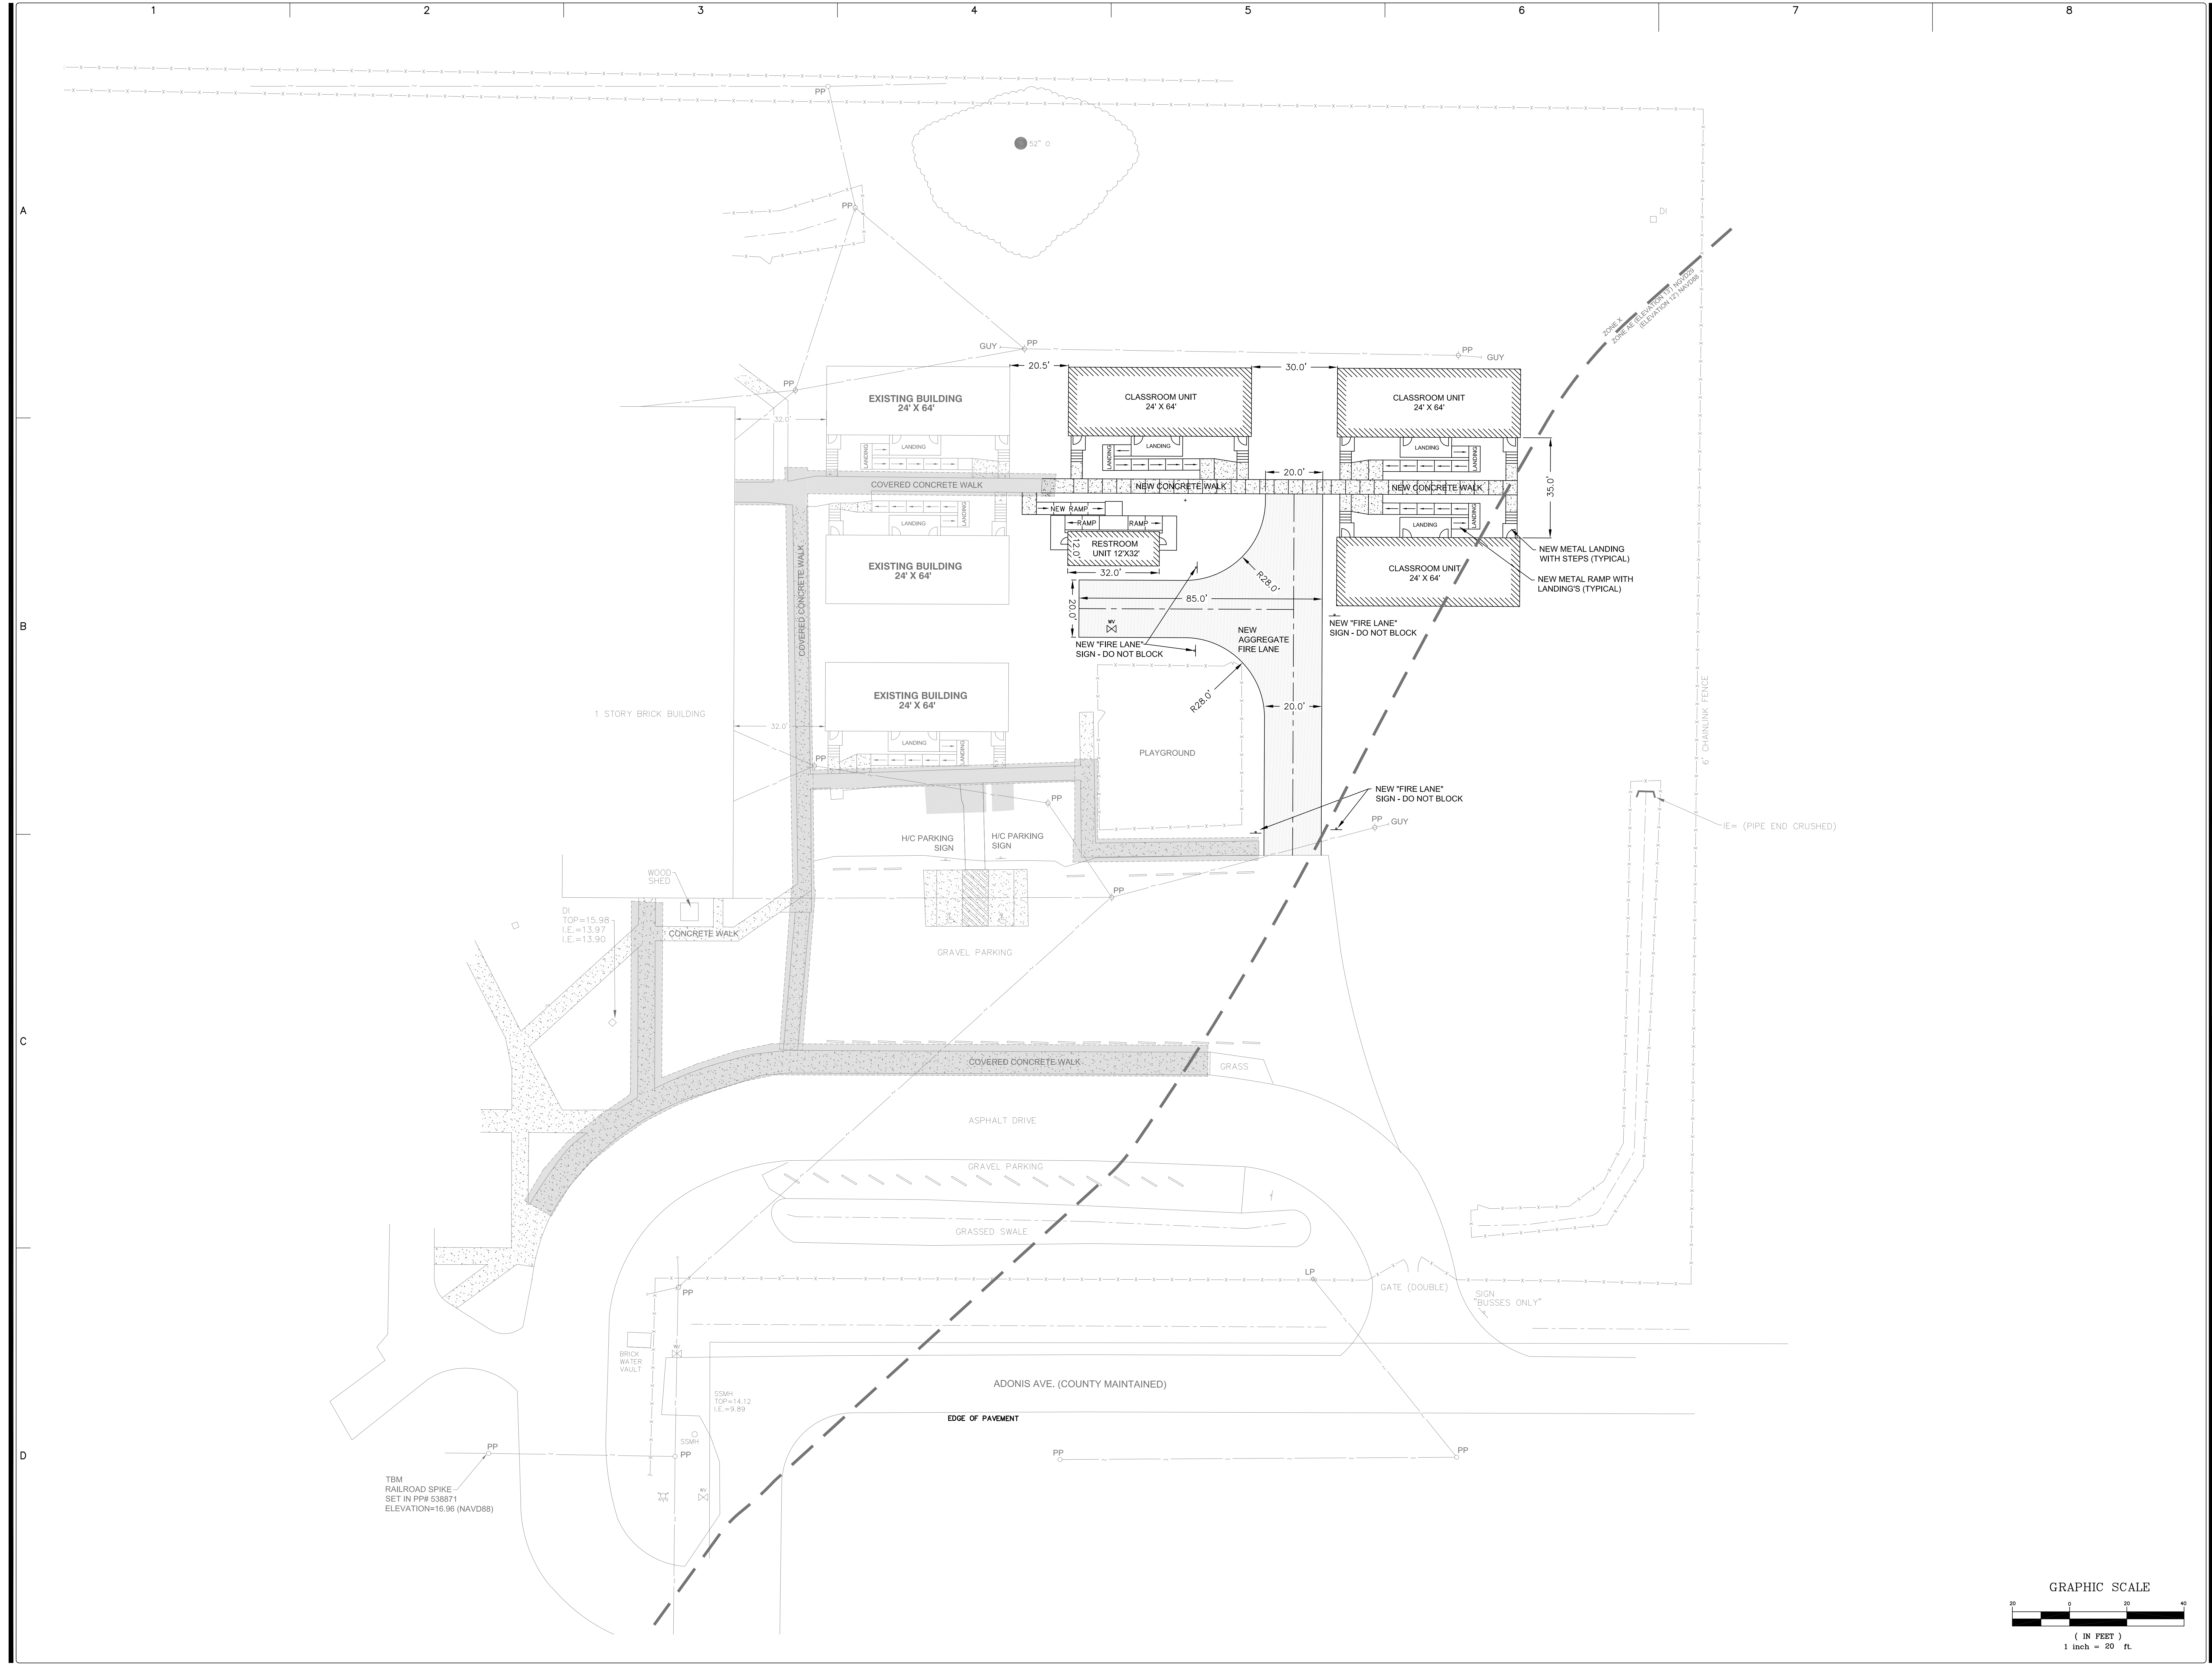 1 2 3 4 5 6 7 8
A
B
C
D
PP
52" O
PP
DI
ZONE X
ZONE AE (ELEVATION 13') NGVD29
(ELEVATION 12') NAVD88
GUY
PP
PP
GUY
PP
20.5'
30.0'
EXISTING BUILDING
24' X 64'
CLASSROOM UNIT
24' X 64'
CLASSROOM UNIT
24' X 64'
32.0'
LANDING
LANDING
LANDING
LANDING
LANDING
LANDING
35.0'
20.0'
COVERED CONCRETE WALK
NEW CONCRETE WALK
NEW CONCRETE WALK
NEW RAMP
RAMP
RAMP
LANDING
LANDING
LANDING
LANDING
12.0'
RESTROOM
UNIT 12'X32'
32.0'
EXISTING BUILDING
24' X 64'
CLASSROOM UNIT
24' X 64'
NEW METAL LANDING
WITH STEPS (TYPICAL)
NEW METAL RAMP WITH
LANDING'S (TYPICAL)
COVERED CONCRETE WALK
R28.0'
85.0'
20.0'
WV
NEW "FIRE LANE"
SIGN - DO NOT BLOCK
NEW
AGGREGATE
FIRE LANE
NEW "FIRE LANE"
SIGN - DO NOT BLOCK
EXISTING BUILDING
24' X 64'
R28.0'
20.0'
1 STORY BRICK BUILDING
32.0'
LANDING
LANDING
PLAYGROUND
6' CHAINLINK FENCE
PP
PP
NEW "FIRE LANE"
SIGN - DO NOT BLOCK
PP
GUY
IE= (PIPE END CRUSHED)
H/C PARKING
SIGN
H/C PARKING
SIGN
WOOD
SHED
PP
DI
TOP=15.98
I.E.=13.97
I.E.=13.90
CONCRETE WALK
GRAVEL PARKING
COVERED CONCRETE WALK
GRASS
ASPHALT DRIVE
GRAVEL PARKING
GRASSED SWALE
LP
GATE (DOUBLE)
SIGN
"BUSSES ONLY"
PP
BRICK
WATER
VAULT
WV
SSMH
TOP=14.12
I.E.=9.89
ADONIS AVE. (COUNTY MAINTAINED)
EDGE OF PAVEMENT
SSMH
PP
PP
PP
PP
WV
TBM
RAILROAD SPIKE
SET IN PP# 538871
ELEVATION=16.96 (NAVD88)
GRAPHIC SCALE
20 0 20 40
( IN FEET )
1 inch = 20 ft.